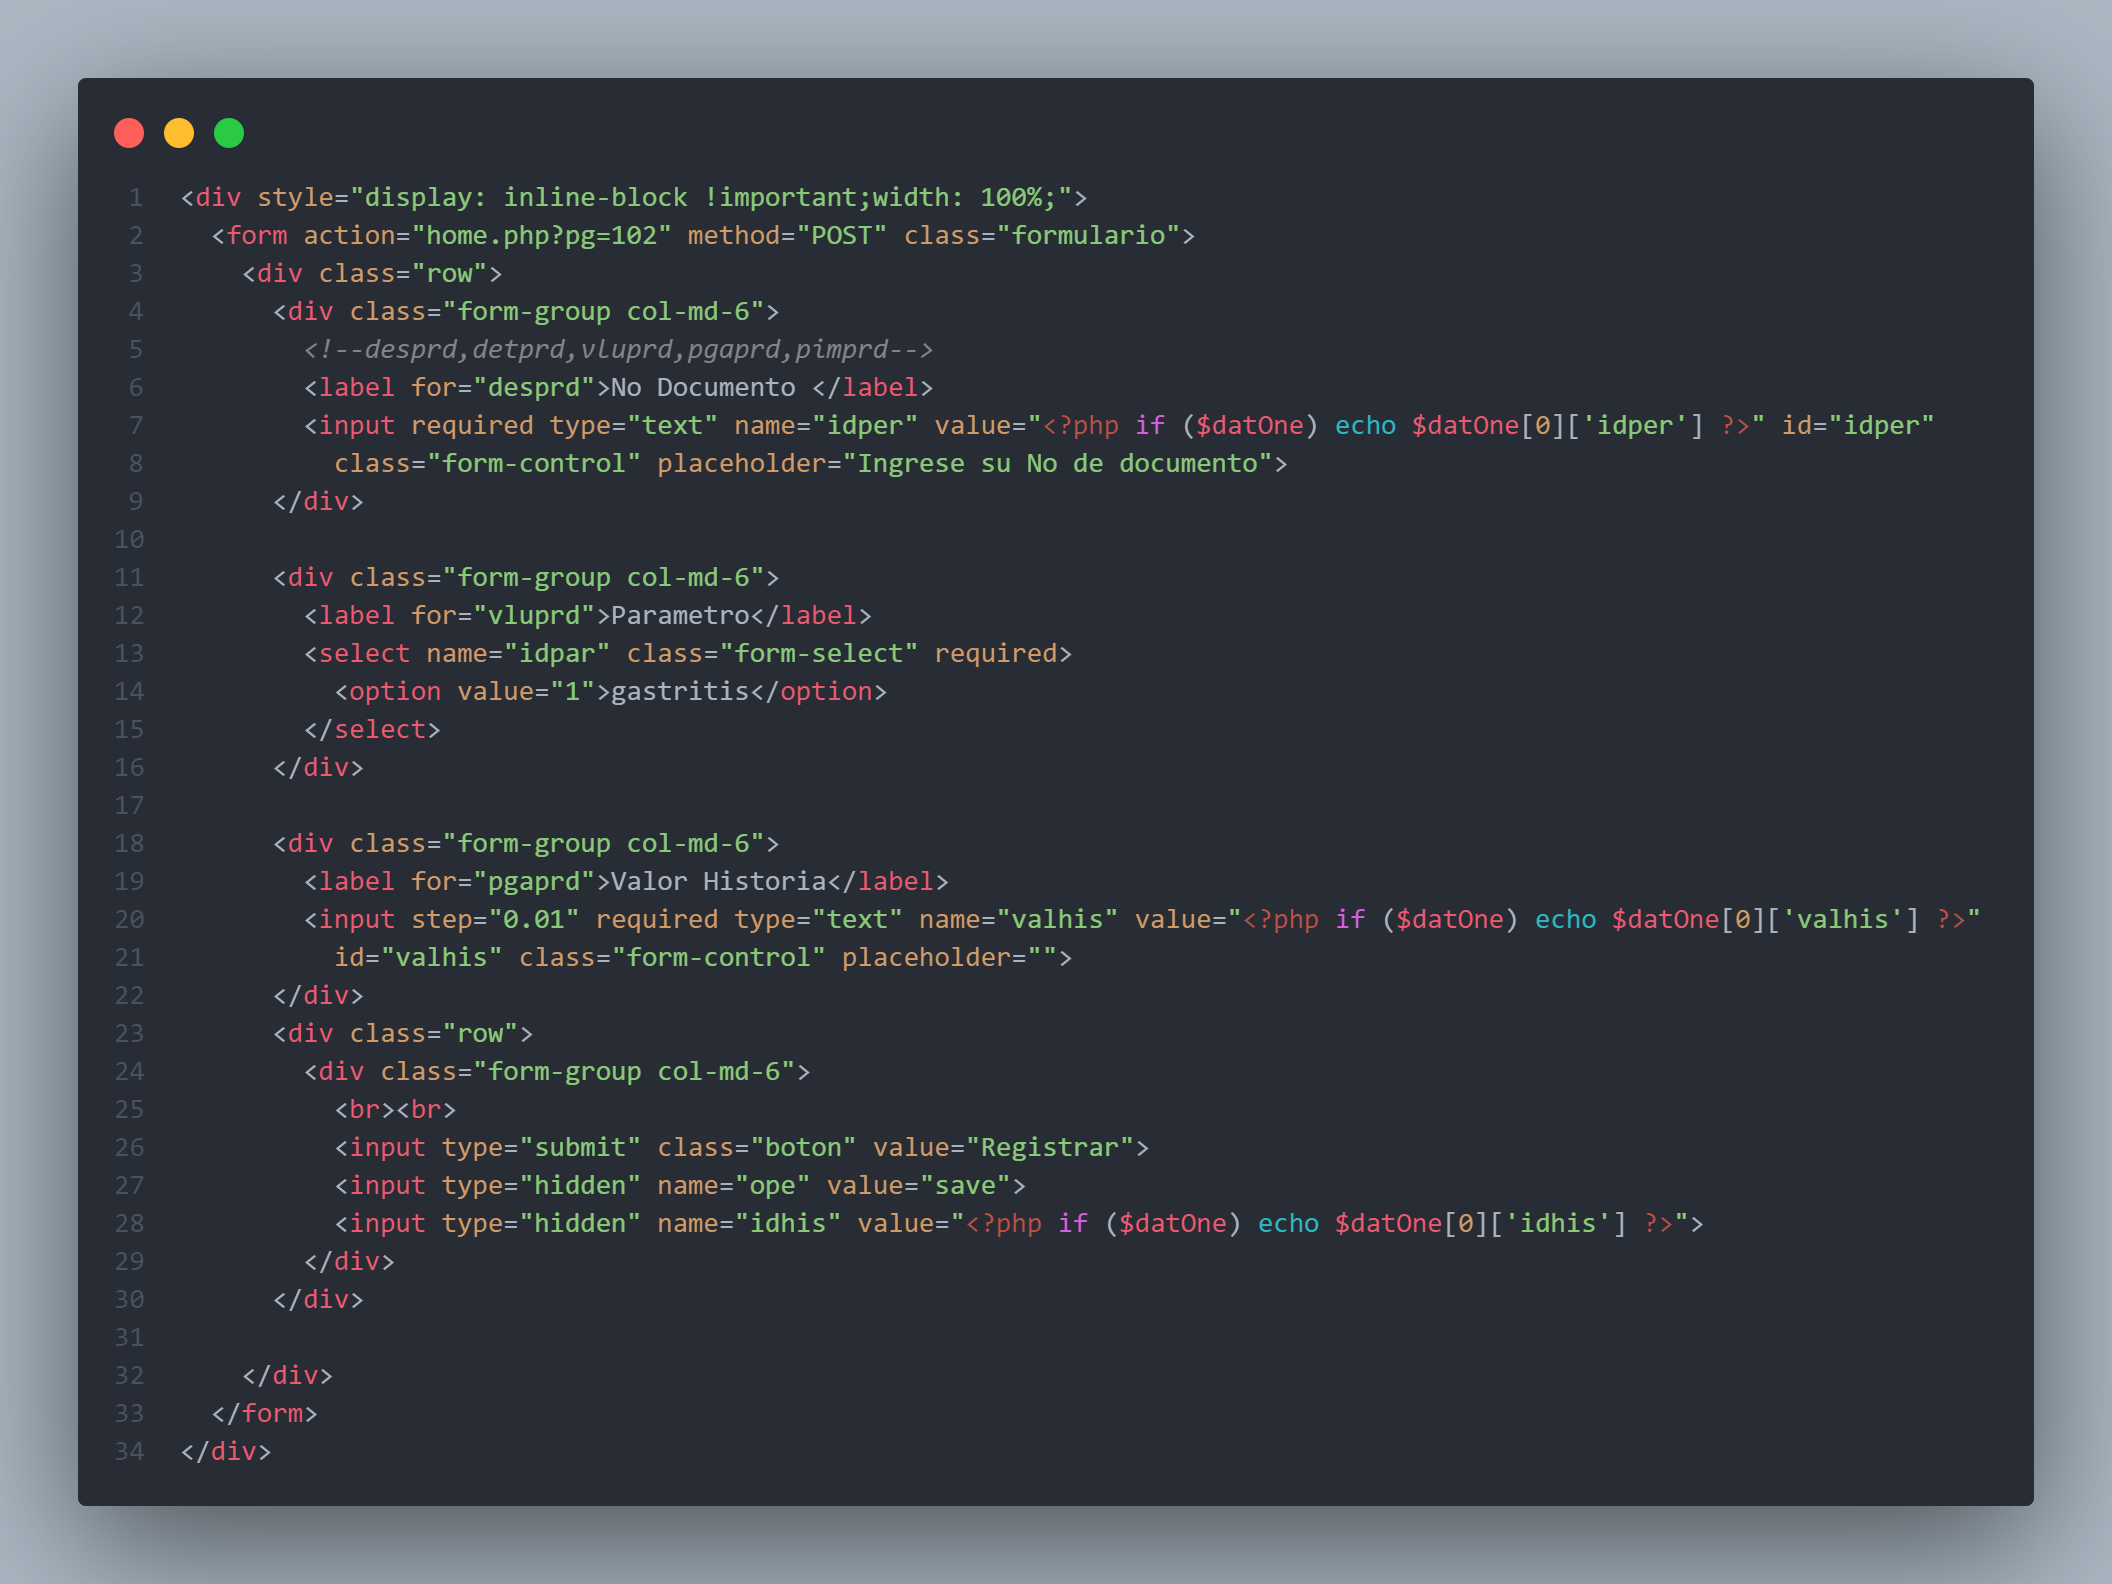 1 <div style="display: inline-block !important;width: 100%;">
2   <form action="home.php?pg=102" method="POST" class="formulario">
3     <div class="row">
4       <div class="form-group col-md-6">
5         <!--desprd,detprd,vluprd,pgaprd,pimprd-->
6         <label for="desprd">No Documento </label>
7         <input required type="text" name="idper" value="<?php if ($datOne) echo $datOne[0]['idper'] ?>" id="idper"
8           class="form-control" placeholder="Ingrese su No de documento">
9       </div>
10
11       <div class="form-group col-md-6">
12         <label for="vluprd">Parametro</label>
13         <select name="idpar" class="form-select" required>
14           <option value="1">gastritis</option>
15         </select>
16       </div>
17
18       <div class="form-group col-md-6">
19         <label for="pgaprd">Valor Historia</label>
20         <input step="0.01" required type="text" name="valhis" value="<?php if ($datOne) echo $datOne[0]['valhis'] ?>"
21           id="valhis" class="form-control" placeholder="">
22       </div>
23       <div class="row">
24         <div class="form-group col-md-6">
25           <br><br>
26           <input type="submit" class="boton" value="Registrar">
27           <input type="hidden" name="ope" value="save">
28           <input type="hidden" name="idhis" value="<?php if ($datOne) echo $datOne[0]['idhis'] ?>">
29         </div>
30       </div>
31
32     </div>
33   </form>
34 </div>